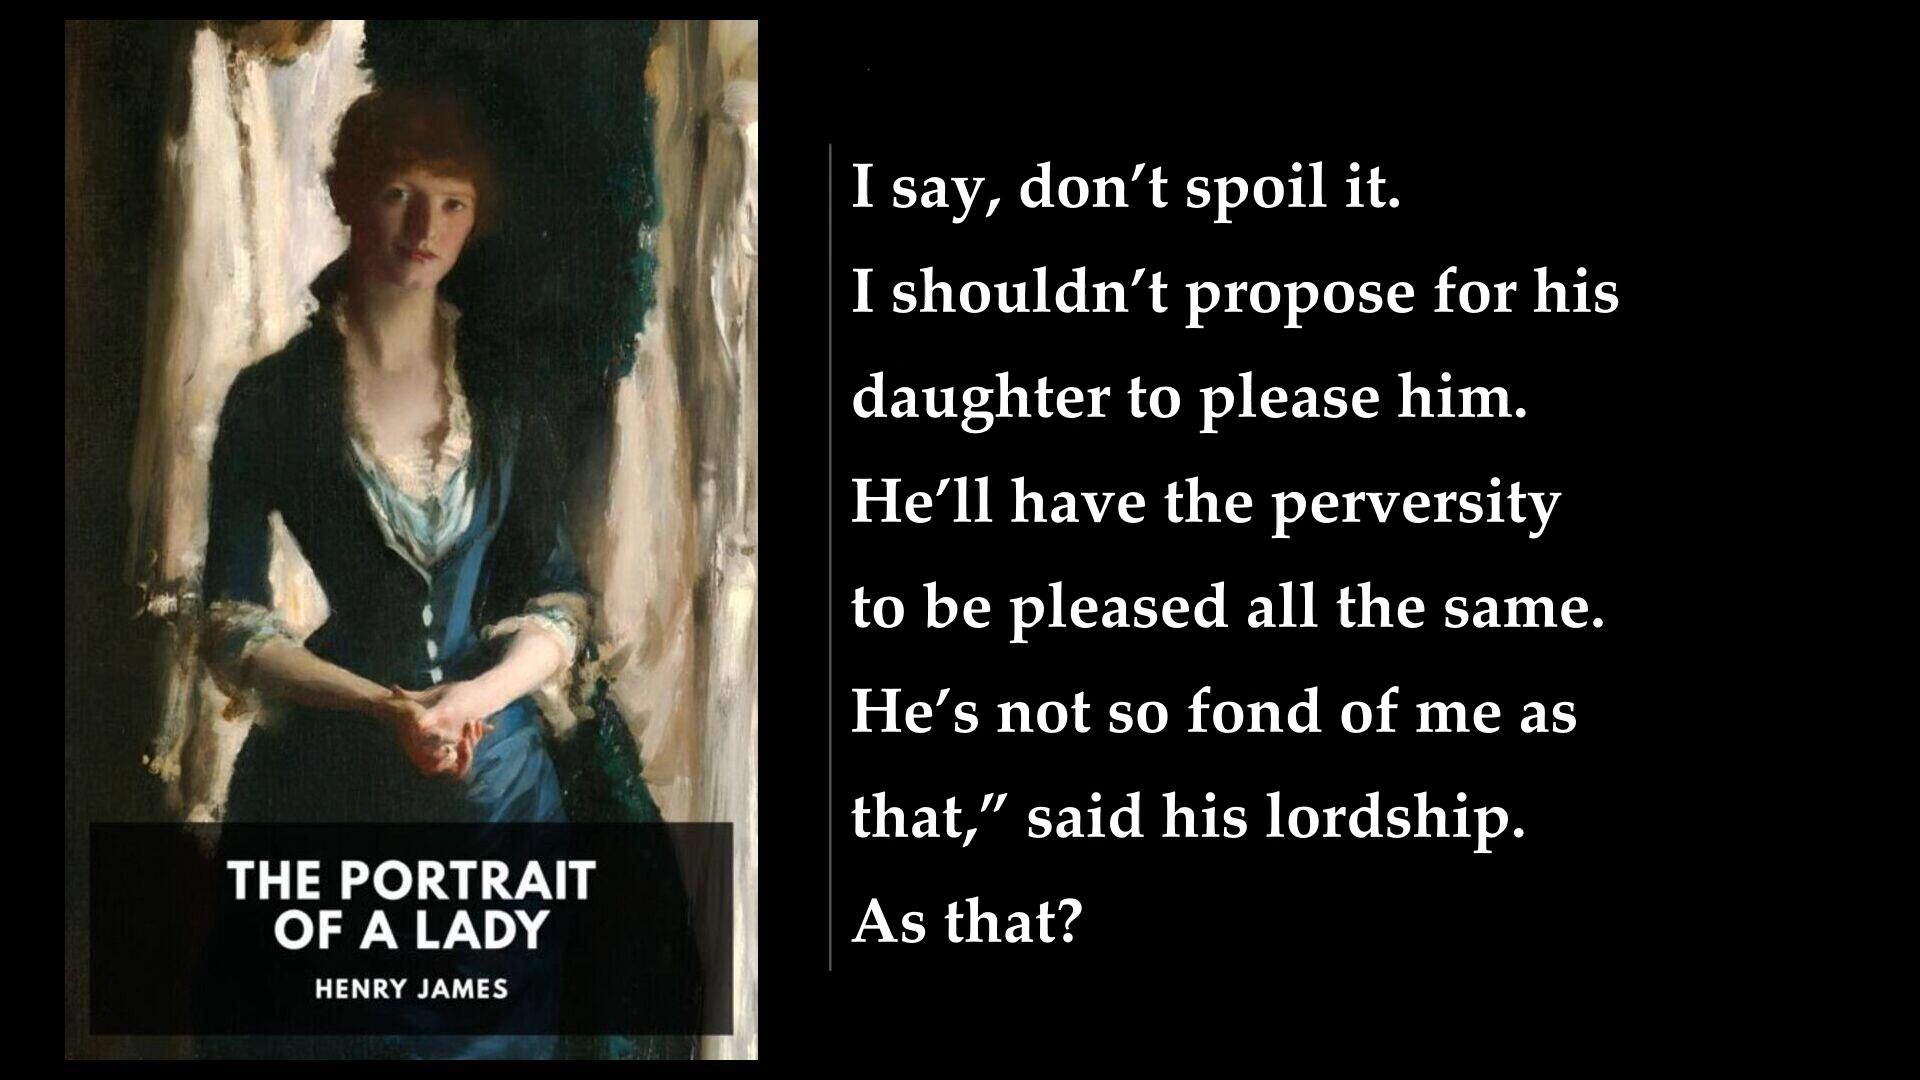 THE PORTRAIT
OF A LADY
HENRY JAMES
I say, don’t spoil it.
I shouldn’t propose for his
daughter to please him.
He’ll have the perversity
to be pleased all the same.
He’s not so fond of me as
that,” said his lordship.
As that?